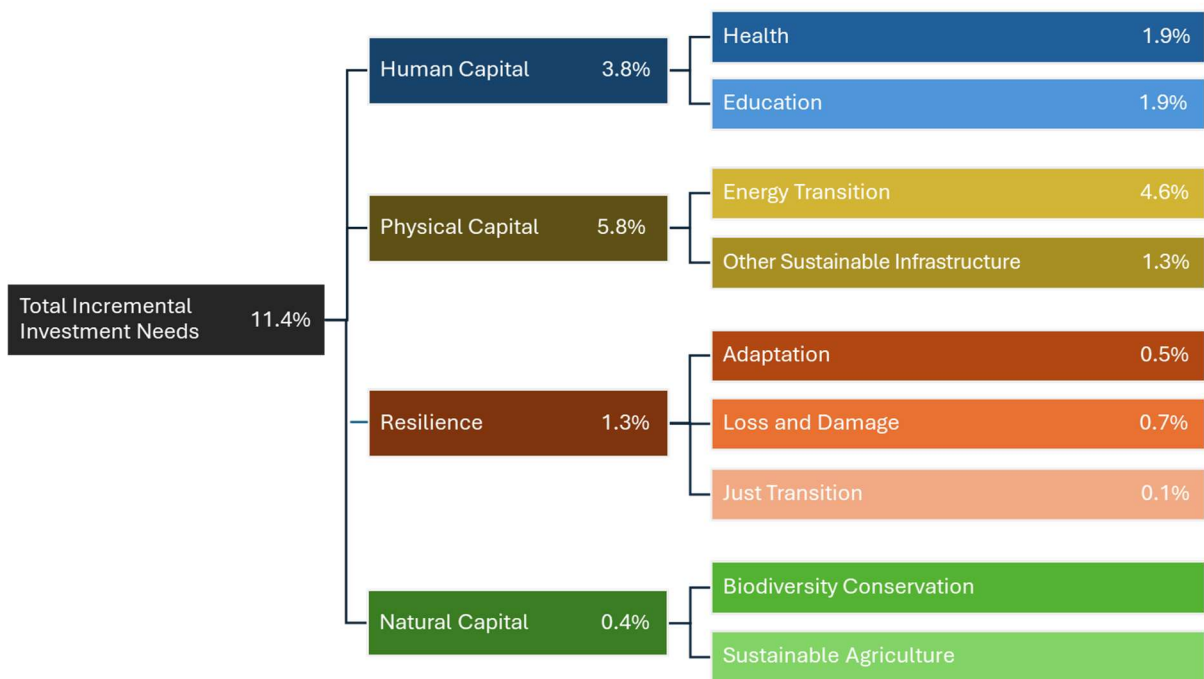 Total Incremental
Investment Needs 11.4%
Human Capital 3.8%
Health 1.9%
Education 1.9%
Physical Capital 5.8%
Energy Transition 4.6%
Other Sustainable Infrastructure 1.3%
Resilience 1.3%
Adaptation 0.5%
Loss and Damage 0.7%
Just Transition 0.1%
Natural Capital 0.4%
Biodiversity Conservation
Sustainable Agriculture